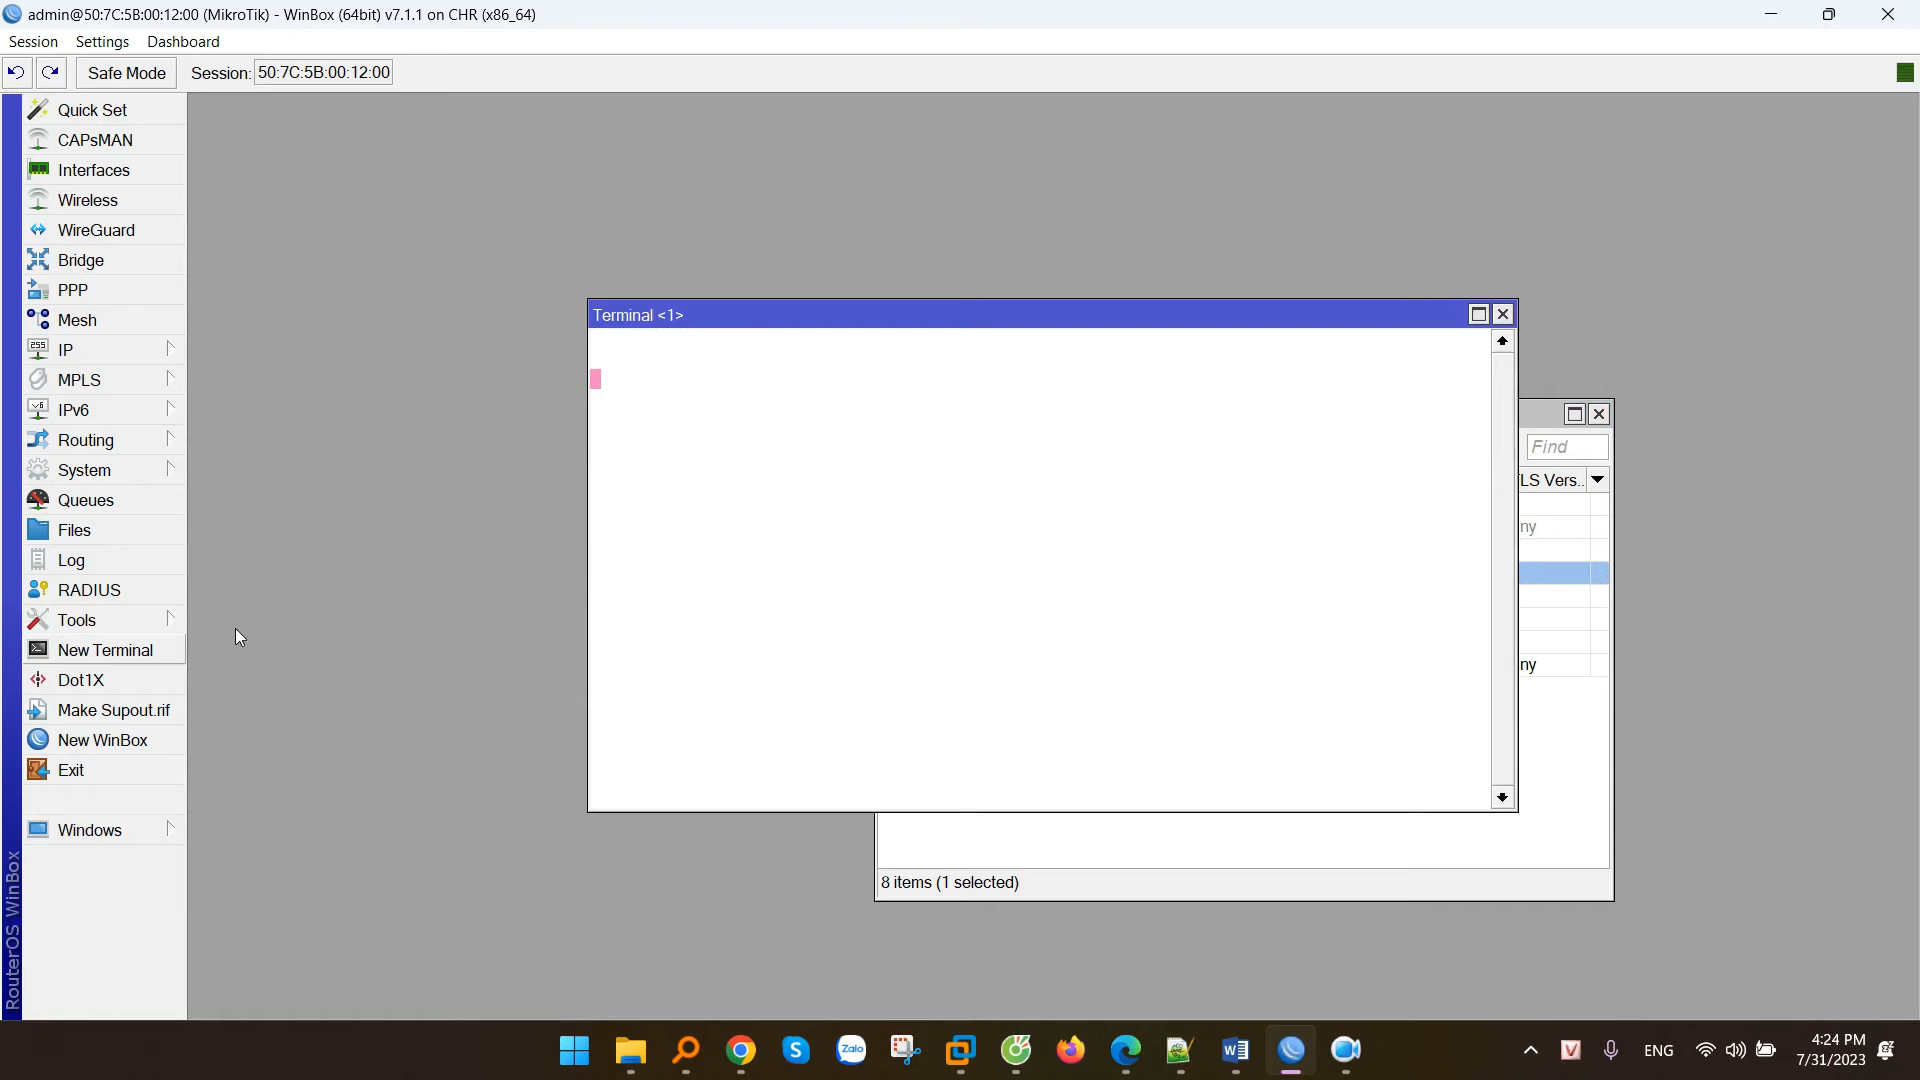 admin@50:7C:5B:00:12:00 (MikroTik) - WinBox (64bit) v7.1.1 on CHR (x86_64)
Session Settings Dashboard
Safe Mode Session: 50:7C:5B:00:12:00
Quick Set
CAPsMAN
Interfaces
Wireless
WireGuard
Bridge
PPP
Mesh
IP
MPLS
IPv6
Routing
System
Queues
Files
Log
RADIUS
Tools
New Terminal
Dot1X
Make Supout.rif
New WinBox
Exit
Windows
RouterOS WinBox
Terminal <1>
Find
LS Vers..
ny
ny
8 items (1 selected)
Zalo
ENG
4:24 PM
7/31/2023